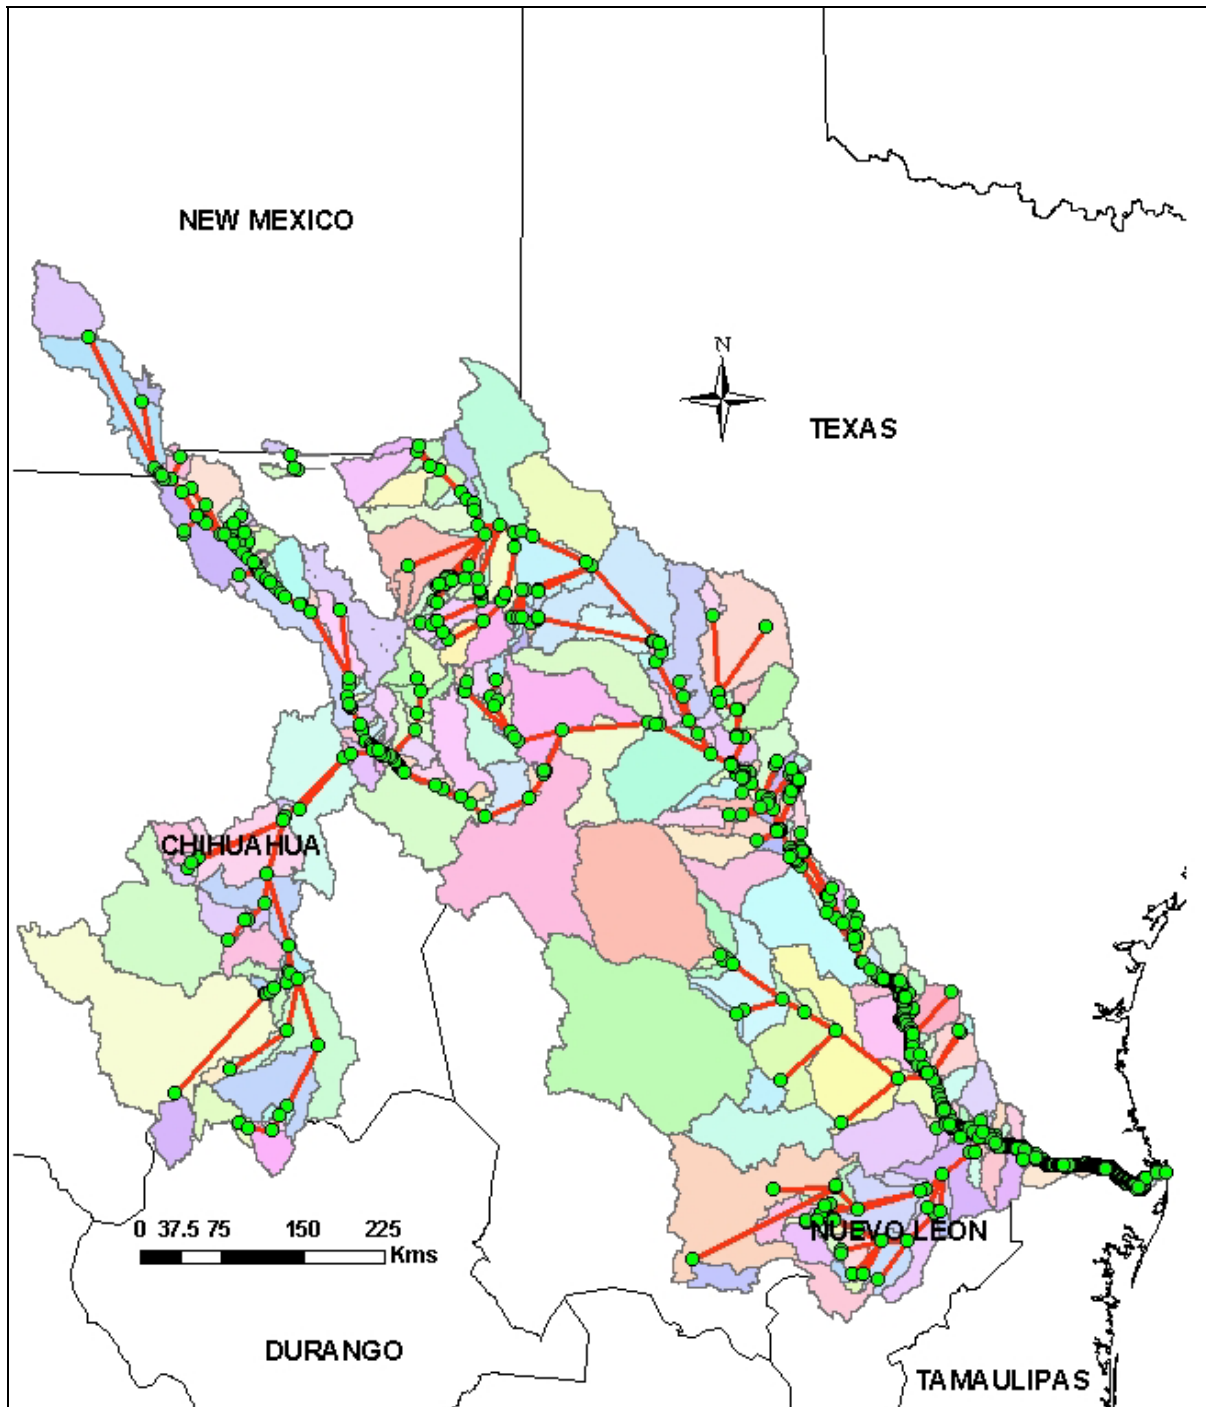 NEW MEXICO
N
TEXAS
CHIHUAHUA
0 37.5 75 150 225
Kms
NUEVO LEON
DURANGO
TAMAULIPAS